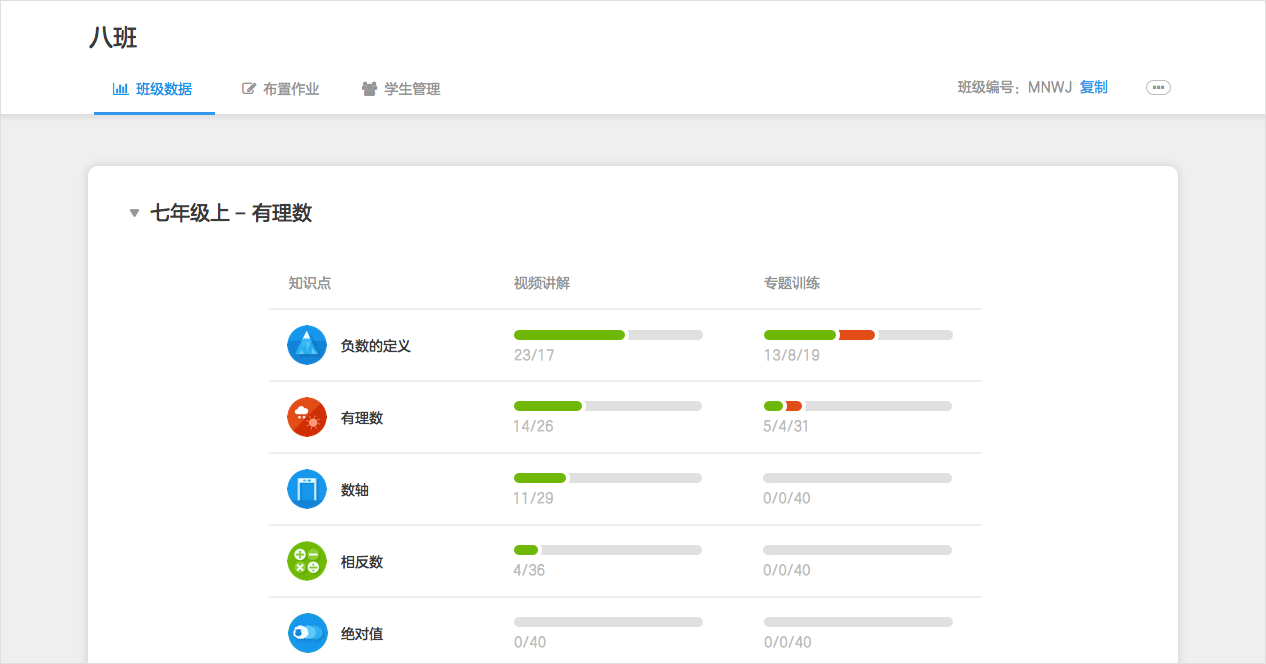 八班
班级数据 布置作业 学生管理 班级编号：MNWJ 复制
七年级上 – 有理数
知识点 视频讲解 专题训练
负数的定义
23/17 13/8/19
有理数
14/26 5/4/31
数轴
11/29 0/0/40
相反数
4/36 0/0/40
绝对值
0/40 0/0/40